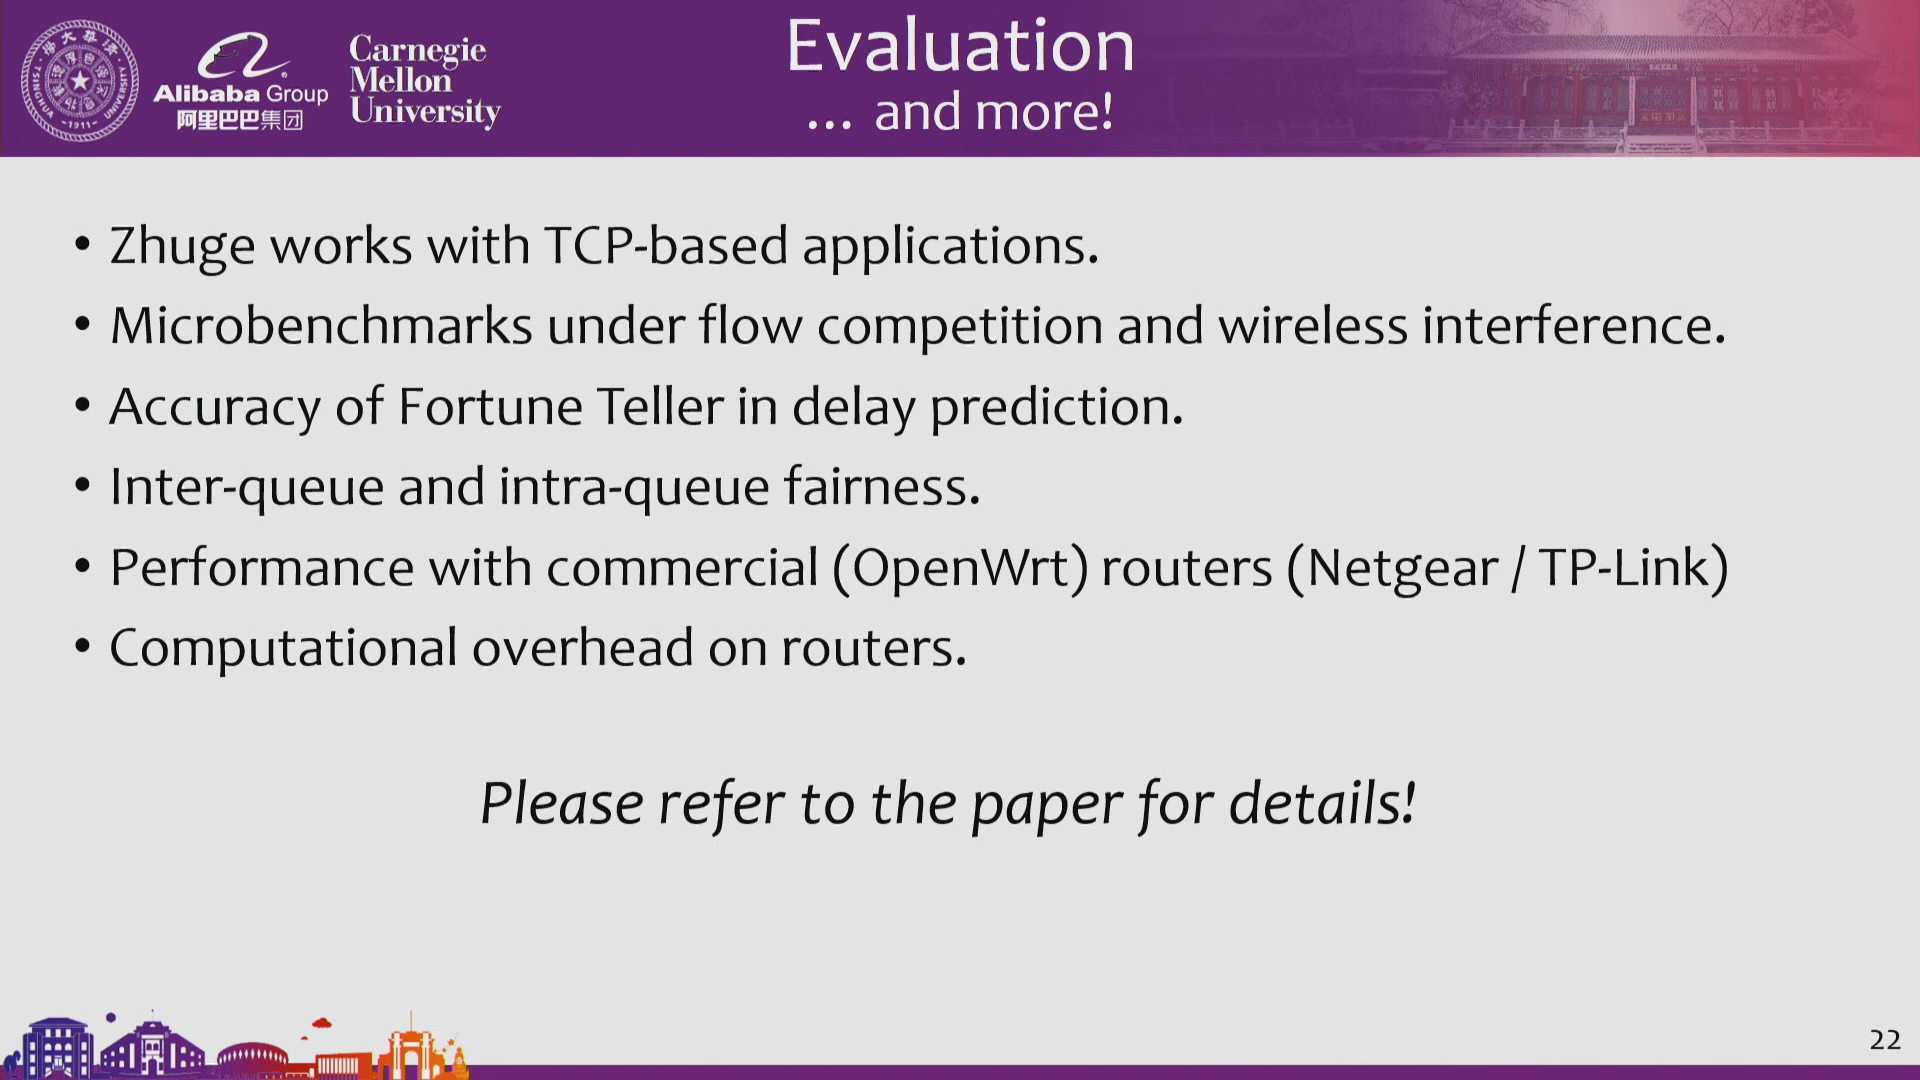 Evaluation
... and more!
TSINGHUA UNIVERSITY
-1911-
Alibaba Group
阿里巴巴集团
Carnegie
Mellon
University
• Zhuge works with TCP-based applications.
• Microbenchmarks under flow competition and wireless interference.
• Accuracy of Fortune Teller in delay prediction.
• Inter-queue and intra-queue fairness.
• Performance with commercial (OpenWrt) routers (Netgear / TP-Link)
• Computational overhead on routers.
Please refer to the paper for details!
22